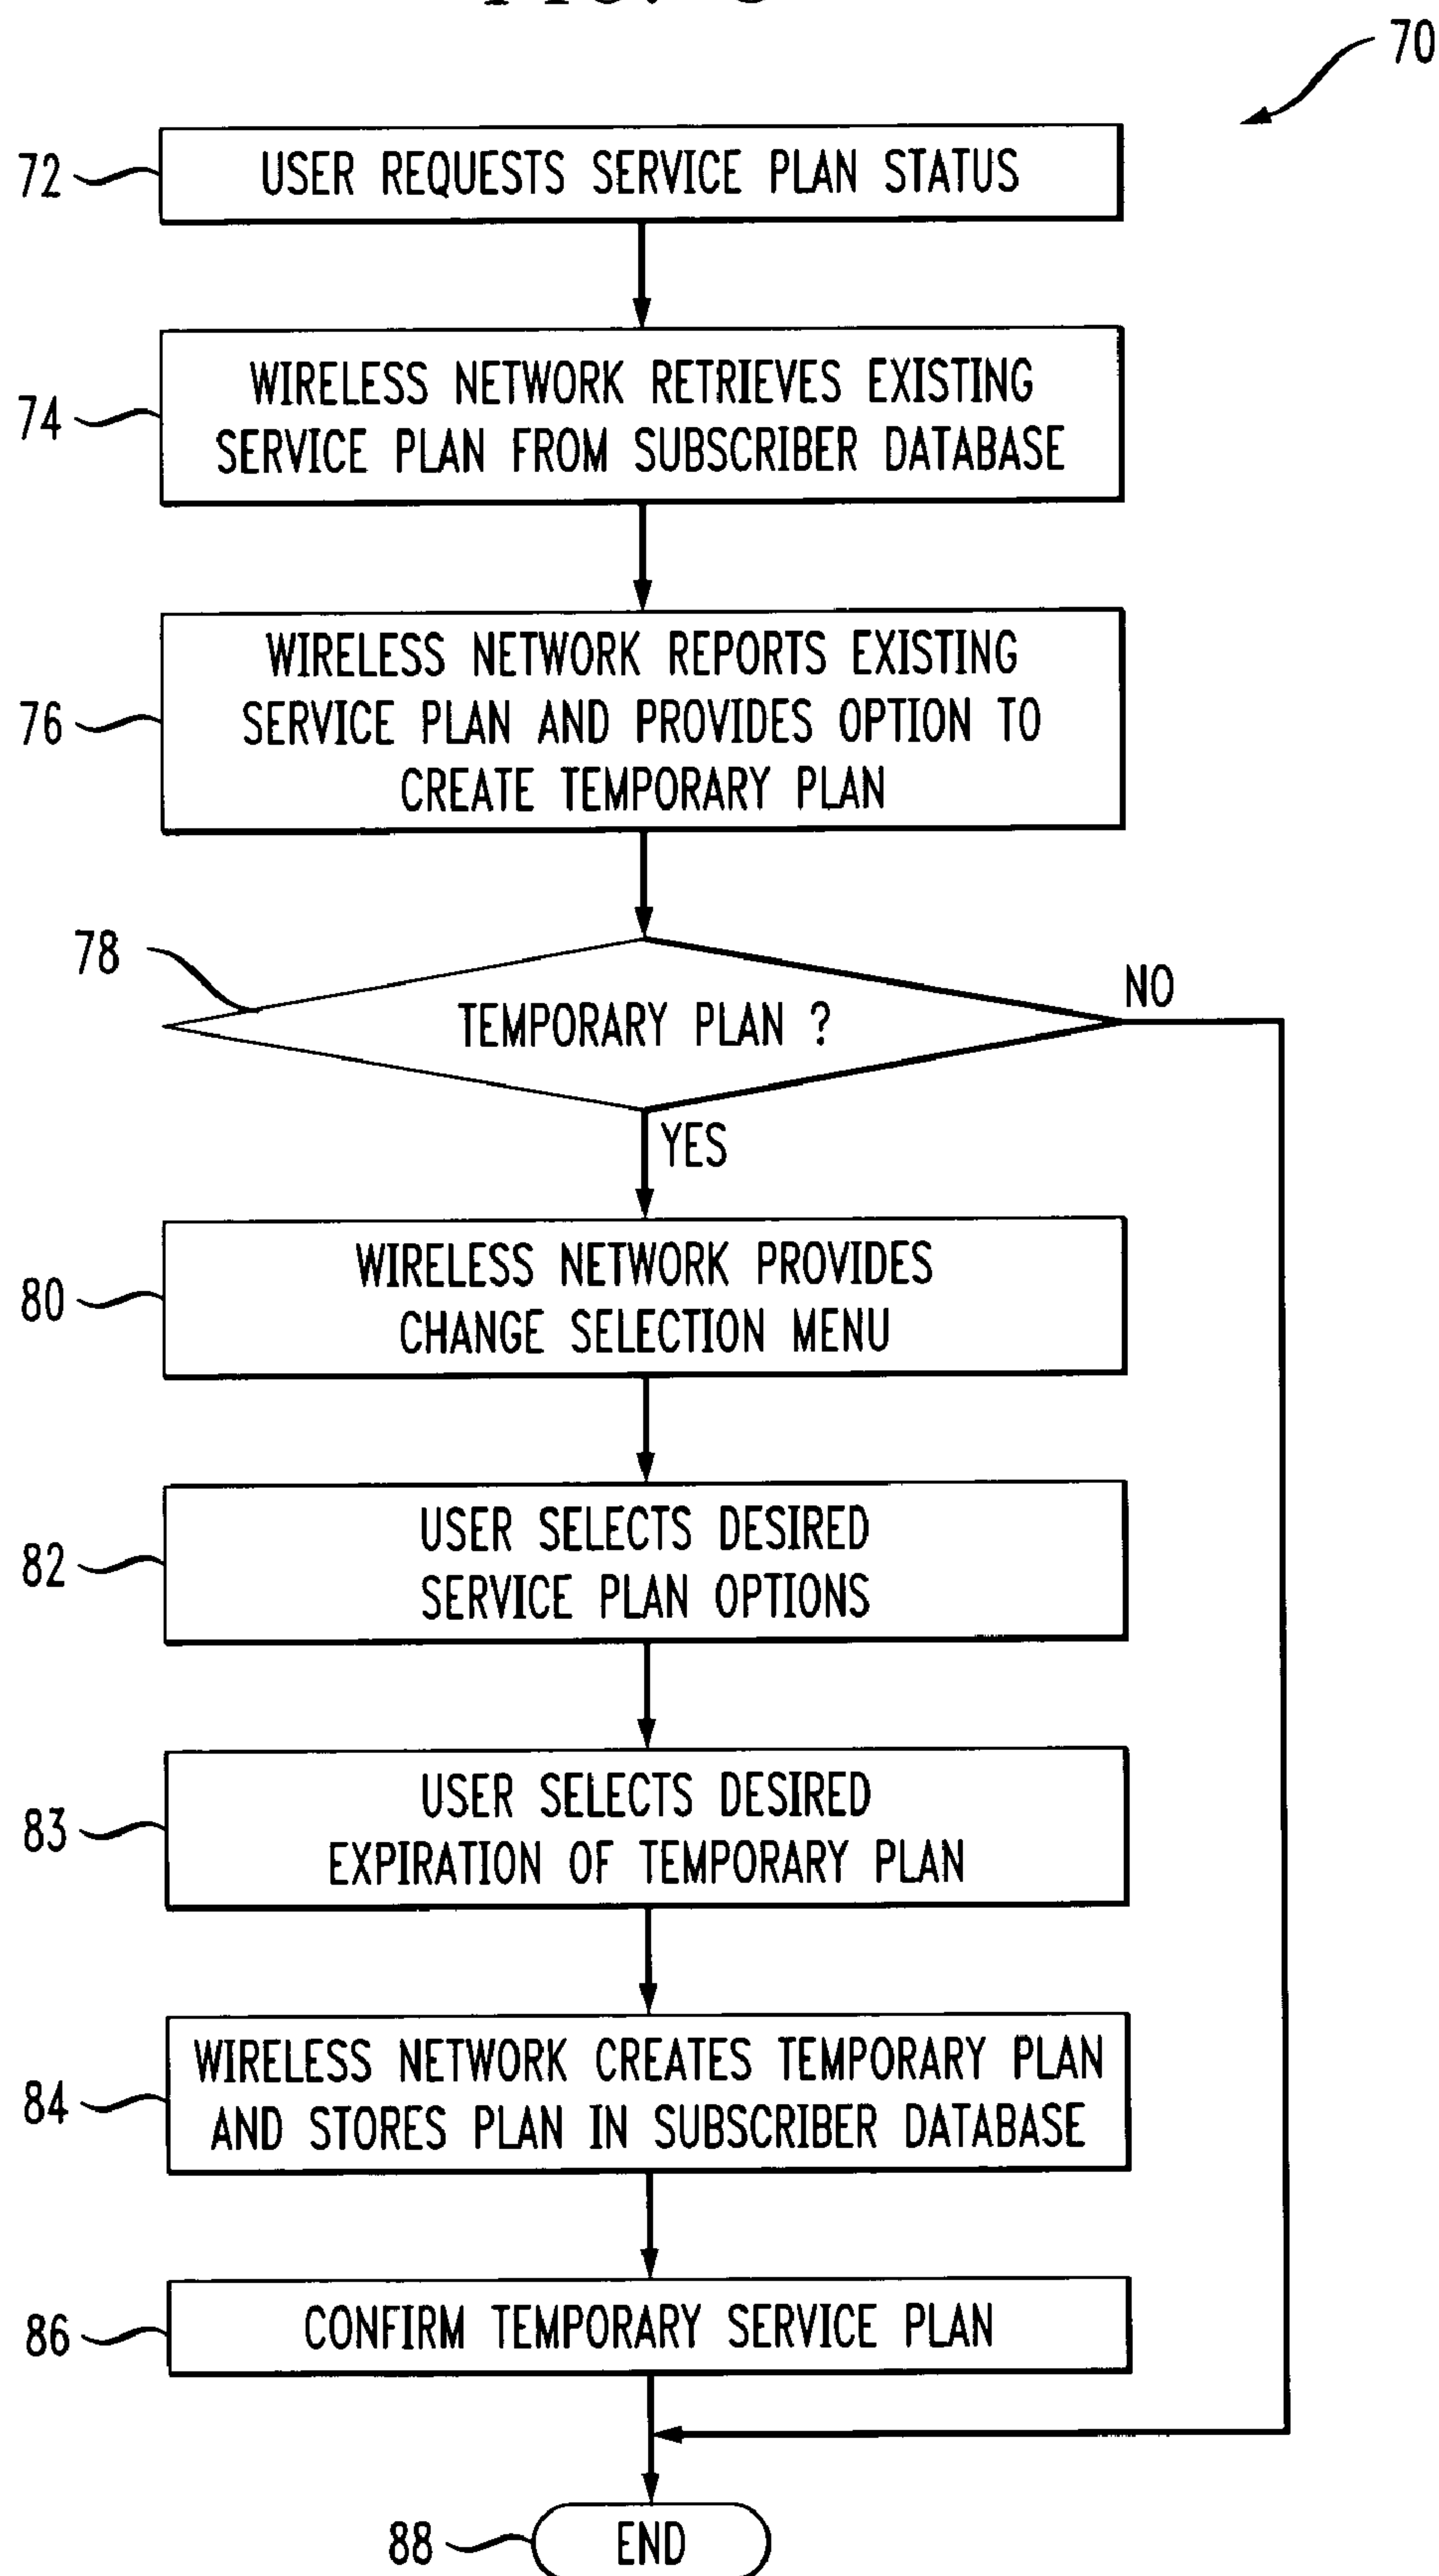 70
72
USER REQUESTS SERVICE PLAN STATUS
74
WIRELESS NETWORK RETRIEVES EXISTING
SERVICE PLAN FROM SUBSCRIBER DATABASE
76
WIRELESS NETWORK REPORTS EXISTING
SERVICE PLAN AND PROVIDES OPTION TO
CREATE TEMPORARY PLAN
78
TEMPORARY PLAN ?
NO
YES
80
WIRELESS NETWORK PROVIDES
CHANGE SELECTION MENU
82
USER SELECTS DESIRED
SERVICE PLAN OPTIONS
83
USER SELECTS DESIRED
EXPIRATION OF TEMPORARY PLAN
84
WIRELESS NETWORK CREATES TEMPORARY PLAN
AND STORES PLAN IN SUBSCRIBER DATABASE
86
CONFIRM TEMPORARY SERVICE PLAN
88
END